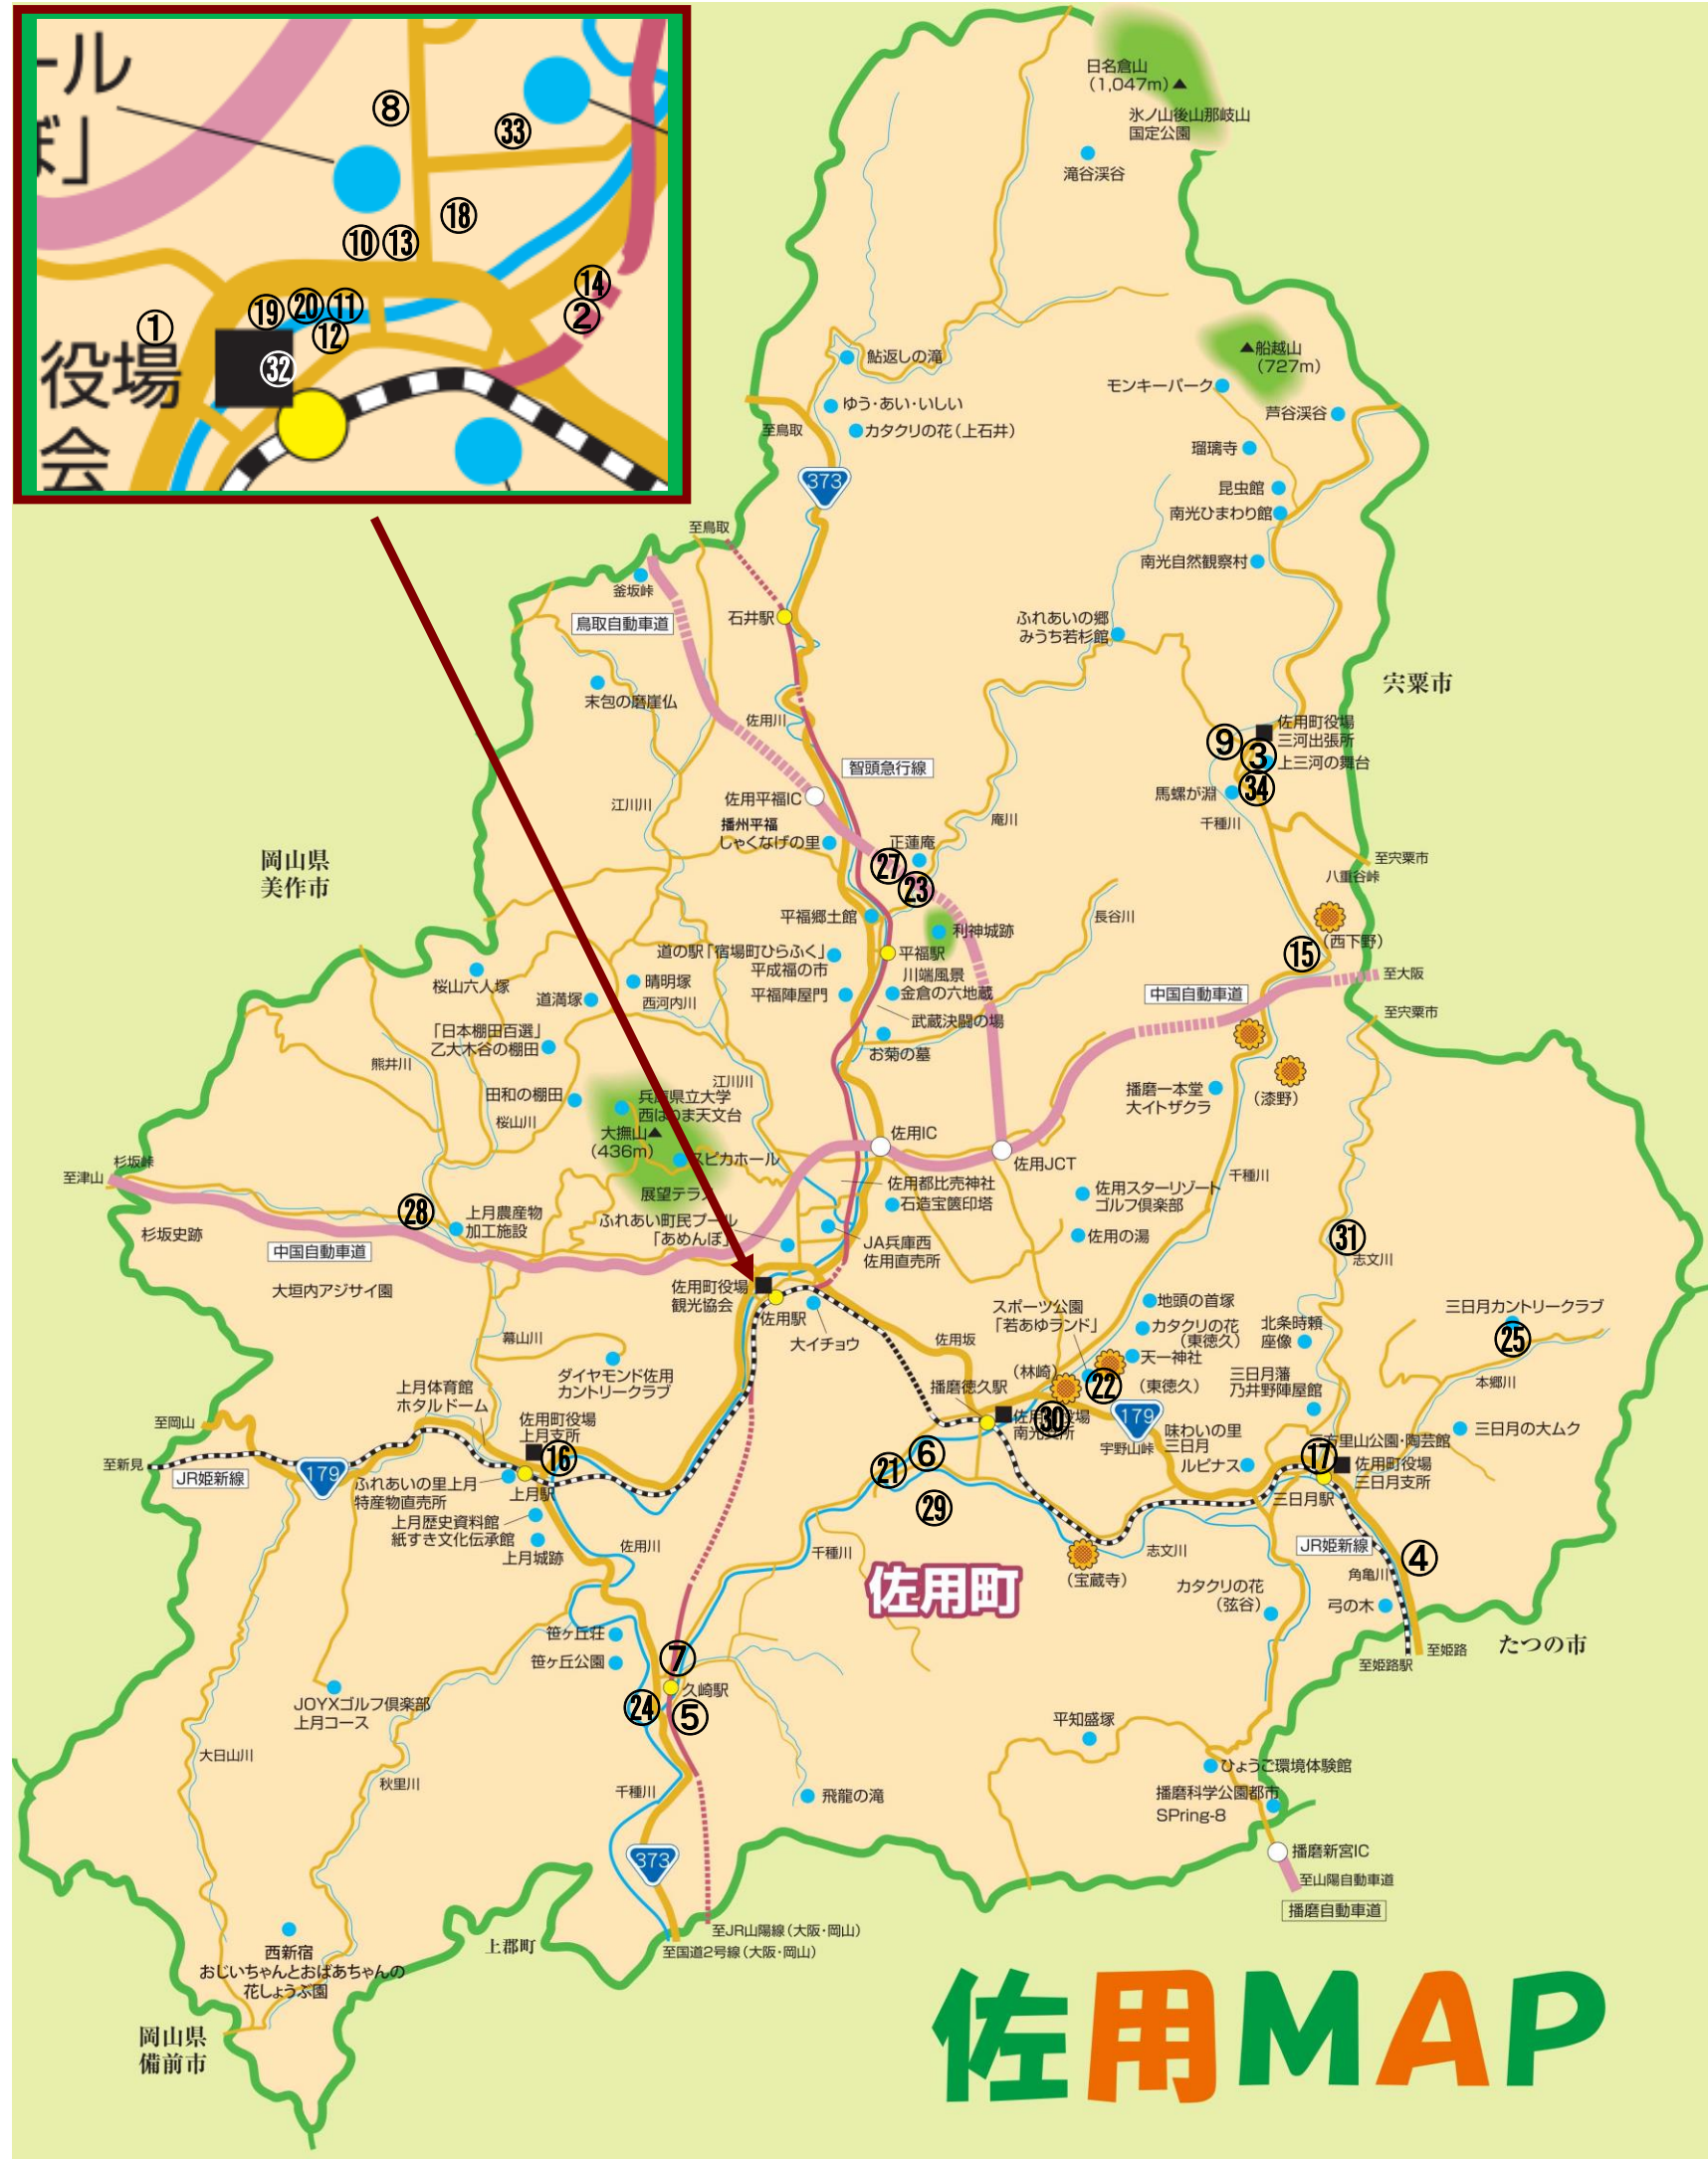 ール
ぼ」
⑧
㉝
⑱
⑩⑬
⑭
②
⑲⑳⑪
⑫
①
役場
会
㉜
日名倉山
（1,047m）▲
氷ノ山後山那岐山
国定公園
滝谷渓谷
▲船越山
（727m）
モンキーパーク
芦谷渓谷
鮎返しの滝
ゆう・あい・いしい
至鳥取
カタクリの花（上石井）
瑠璃寺
373
昆虫館
南光ひまわり館
至鳥取
南光自然観察村
釜坂峠
鳥取自動車道
石井駅
ふれあいの郷
みうち若杉館
宍粟市
末包の磨崖仏
佐用川
佐用町役場
三河出張所
⑨
③
上三河の舞台
智頭急行線
馬螺が淵
㉞
佐用平福IC
江川川
庵川
千種川
播州平福
しゃくなげの里
正蓮庵
岡山県
美作市
㉗
㉓
至宍粟市
八重谷峠
平福郷土館
長谷川
利神城跡
（西下野）
⑮
道の駅「宿場町ひらふく」
平成福の市
平福駅
川端風景
至大阪
桜山六人塚
晴明塚
道満塚
西河内川
平福陣屋門
金倉の六地蔵
中国自動車道
至宍粟市
武蔵決闘の場
「日本棚田百選」
乙大木谷の棚田
お菊の墓
熊井川
江川川
田和の棚田
兵庫県立大学
西はりま天文台
播磨一本堂
大イトザクラ
（漆野）
桜山川
大撫山▲
（436m）
佐用IC
杉坂峠
至津山
スピカホール
佐用JCT
千種川
佐用都比売神社
石造宝篋印塔
佐用スターリゾート
ゴルフ倶楽部
展望テラス
㉘
上月農産物
加工施設
ふれあい町民プール
「あめんぼ」
佐用の湯
㉛
志文川
杉坂史跡
中国自動車道
JA兵庫西
佐用直売所
大垣内アジサイ園
佐用町役場
観光協会
佐用駅
大イチョウ
スポーツ公園
「若あゆランド」
地頭の首塚
カタクリの花
（東徳久）
北条時頼
座像
三日月カントリークラブ
㉕
幕山川
佐用坂
天一神社
ダイヤモンド佐用
カントリークラブ
（林崎）
㉒
（東徳久）
三日月藩
乃井野陣屋館
本郷川
上月体育館
ホタルドーム
播磨徳久駅
至岡山
佐用町役場
上月支所
⑯
㉚
南光支所
179
宇野山峠
味わいの里
三日月
三方里山公園・陶芸館
三日月の大ムク
至新見
JR姫新線
179
⑥
㉑
ルピナス
⑰
佐用町役場
三日月支所
ふれあいの里上月
特産物直売所
上月駅
㉙
三日月駅
上月歴史資料館
紙すき文化伝承館
上月城跡
佐用川
千種川
志文川
JR姫新線
④
角亀川
佐用町
（宝蔵寺）
カタクリの花
（弦谷）
弓の木
笹ヶ丘荘
笹ヶ丘公園
⑦
至姫路
至姫路駅
たつの市
久崎駅
㉔
⑤
JOYXゴルフ倶楽部
上月コース
平知盛塚
大日山川
秋里川
千種川
飛龍の滝
ひょうご環境体験館
播磨科学公園都市
SPring-8
373
播磨新宮IC
至山陽自動車道
播磨自動車道
至JR山陽線（大阪・岡山）
至国道2号線（大阪・岡山）
上郡町
西新宿
おじいちゃんとおばあちゃんの
花しょうぶ園
岡山県
備前市
佐用MAP